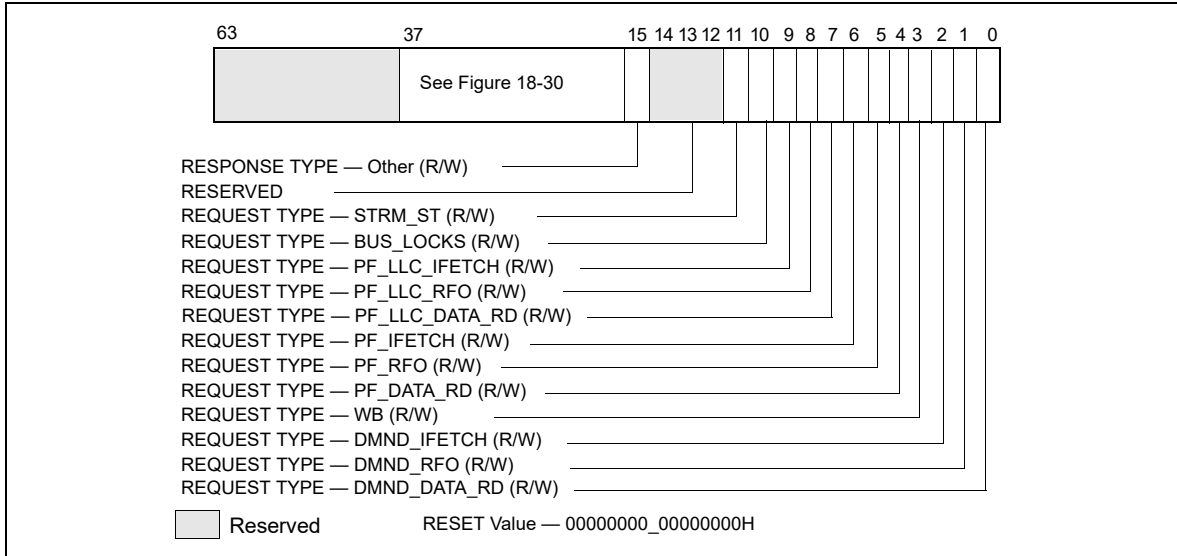 63 37 15 14 13 12 11 10 9 8 7 6 5 4 3 2 1 0
See Figure 18-30
RESPONSE TYPE — Other (R/W)
RESERVED
REQUEST TYPE — STRM_ST (R/W)
REQUEST TYPE — BUS_LOCKS (R/W)
REQUEST TYPE — PF_LLC_IFETCH (R/W)
REQUEST TYPE — PF_LLC_RFO (R/W)
REQUEST TYPE — PF_LLC_DATA_RD (R/W)
REQUEST TYPE — PF_IFETCH (R/W)
REQUEST TYPE — PF_RFO (R/W)
REQUEST TYPE — PF_DATA_RD (R/W)
REQUEST TYPE — WB (R/W)
REQUEST TYPE — DMND_IFETCH (R/W)
REQUEST TYPE — DMND_RFO (R/W)
REQUEST TYPE — DMND_DATA_RD (R/W)
Reserved RESET Value — 00000000_00000000H